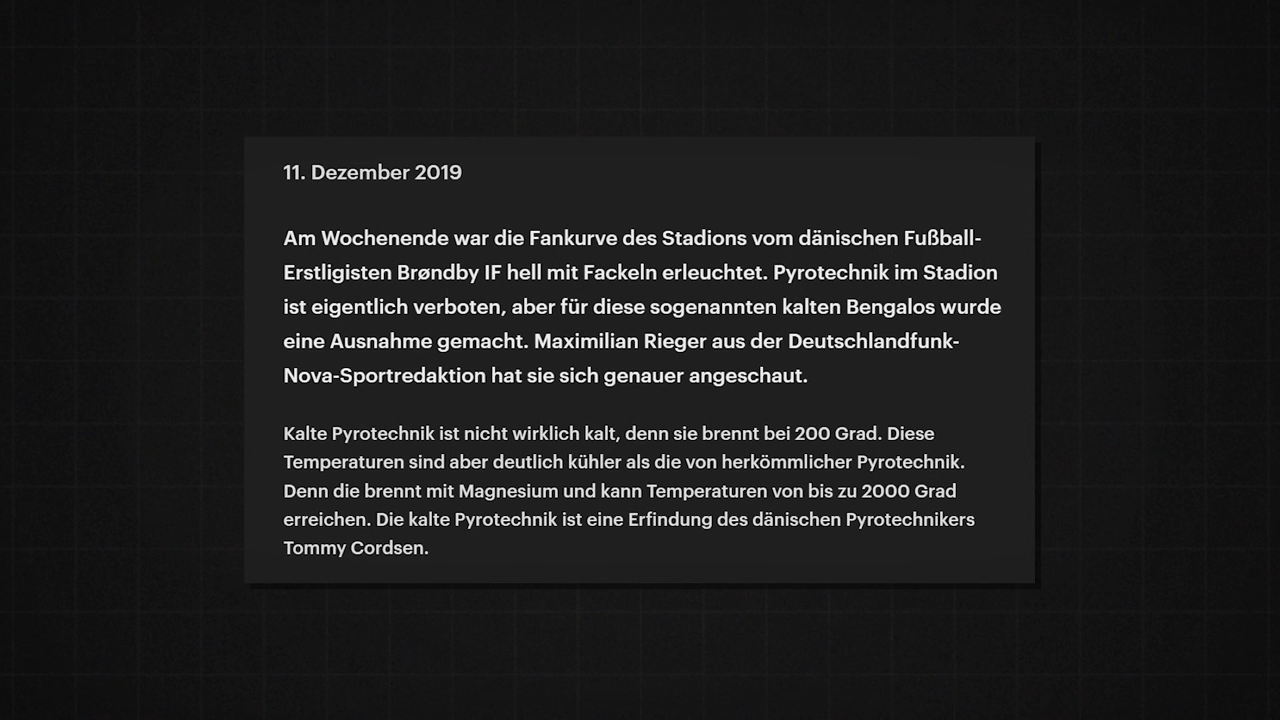 11. Dezember 2019
Am Wochenende war die Fankurve des Stadions vom dänischen Fußball-
Erstligisten Brøndby IF hell mit Fackeln erleuchtet. Pyrotechnik im Stadion
ist eigentlich verboten, aber für diese sogenannten kalten Bengalos wurde
eine Ausnahme gemacht. Maximilian Rieger aus der Deutschlandfunk-
Nova-Sportredaktion hat sie sich genauer angeschaut.
Kalte Pyrotechnik ist nicht wirklich kalt, denn sie brennt bei 200 Grad. Diese
Temperaturen sind aber deutlich kühler als die von herkömmlicher Pyrotechnik.
Denn die brennt mit Magnesium und kann Temperaturen von bis zu 2000 Grad
erreichen. Die kalte Pyrotechnik ist eine Erfindung des dänischen Pyrotechnikers
Tommy Cordsen.